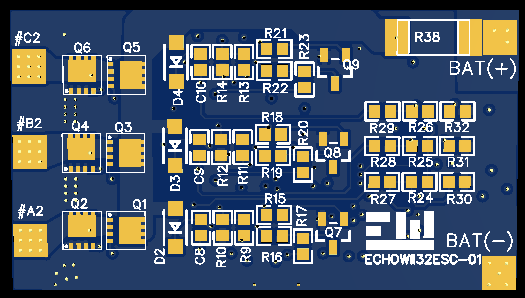 #C2 Q6 Q5 D4 C10 R14 R13 R21 R22 R23 Q9 R38 BAT(+)
#B2 Q4 Q3 D3 C9 R12 R11 R18 R19 R20 Q8
R29 R26 R32
R28 R25 R31
R27 R24 R30
#A2 Q2 Q1 D2 C8 R10 R9 R15 R16 R17 Q7 BAT(-)